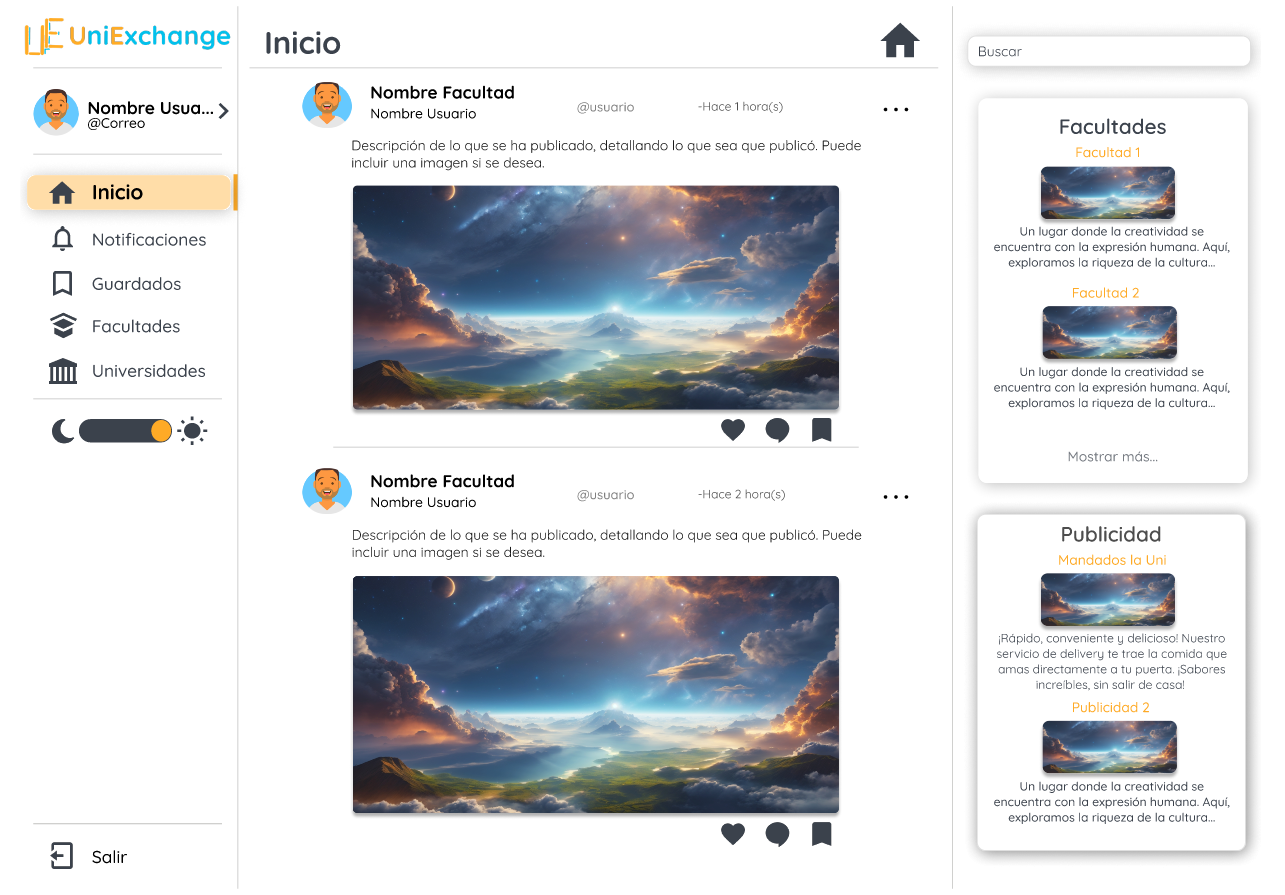 UE UniExchange
Nombre Usua...
@Correo
Inicio
Notificaciones
Guardados
Facultades
Universidades
Salir
Inicio
Nombre Facultad
Nombre Usuario
@usuario
-Hace 1 hora(s)
Descripción de lo que se ha publicado, detallando lo que sea que publicó. Puede
incluir una imagen si se desea.
Nombre Facultad
Nombre Usuario
@usuario
-Hace 2 hora(s)
Descripción de lo que se ha publicado, detallando lo que sea que publicó. Puede
incluir una imagen si se desea.
Buscar
Facultades
Facultad 1
Un lugar donde la creatividad se
encuentra con la expresión humana. Aquí,
exploramos la riqueza de la cultura...
Facultad 2
Un lugar donde la creatividad se
encuentra con la expresión humana. Aquí,
exploramos la riqueza de la cultura...
Mostrar más...
Publicidad
Mandados la Uni
¡Rápido, conveniente y delicioso! Nuestro
servicio de delivery te trae la comida que
amas directamente a tu puerta. ¡Sabores
increíbles, sin salir de casa!
Publicidad 2
Un lugar donde la creatividad se
encuentra con la expresión humana. Aquí,
exploramos la riqueza de la cultura...